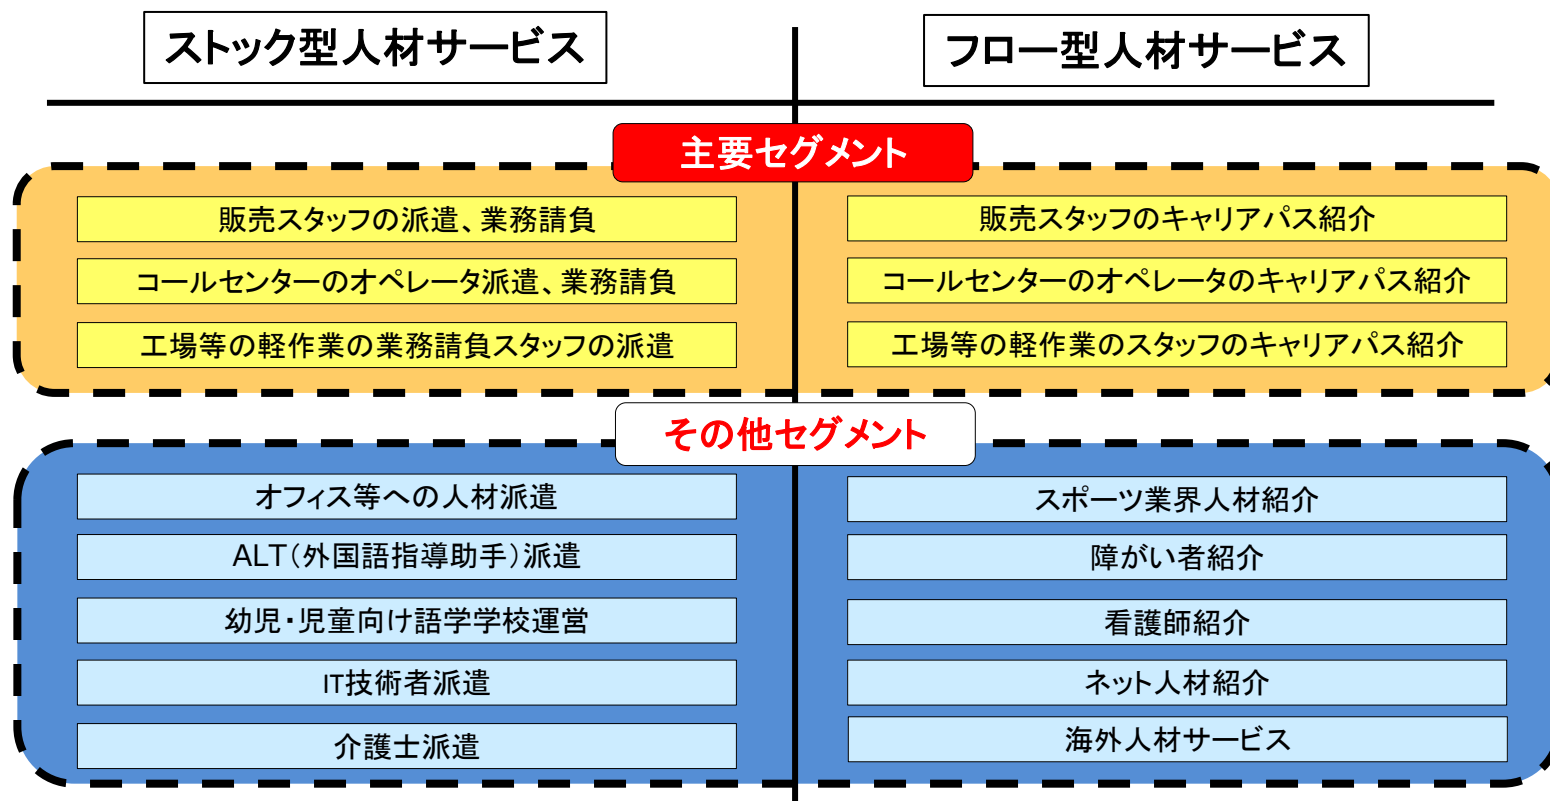 ストック型人材サービス
フロー型人材サービス
主要セグメント
販売スタッフの派遣、業務請負
販売スタッフのキャリアパス紹介
コールセンターのオペレータ派遣、業務請負
コールセンターのオペレータのキャリアパス紹介
工場等の軽作業の業務請負スタッフの派遣
工場等の軽作業のスタッフのキャリアパス紹介
その他セグメント
オフィス等への人材派遣
スポーツ業界人材紹介
ALT(外国語指導助手)派遣
障がい者紹介
幼児・児童向け語学学校運営
看護師紹介
IT技術者派遣
ネット人材紹介
介護士派遣
海外人材サービス